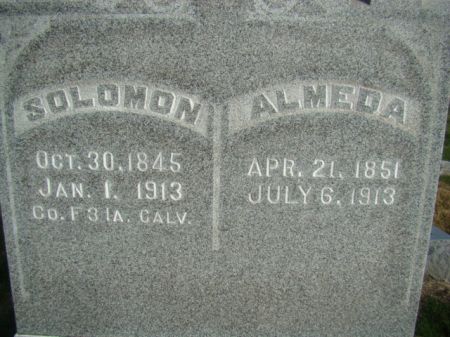 SOLOMON
OCT. 30, 1845
JAN. 1. 1913
CO. F 3 IA. CALV.
ALMEDA
APR. 21. 1851
JULY 6, 1913